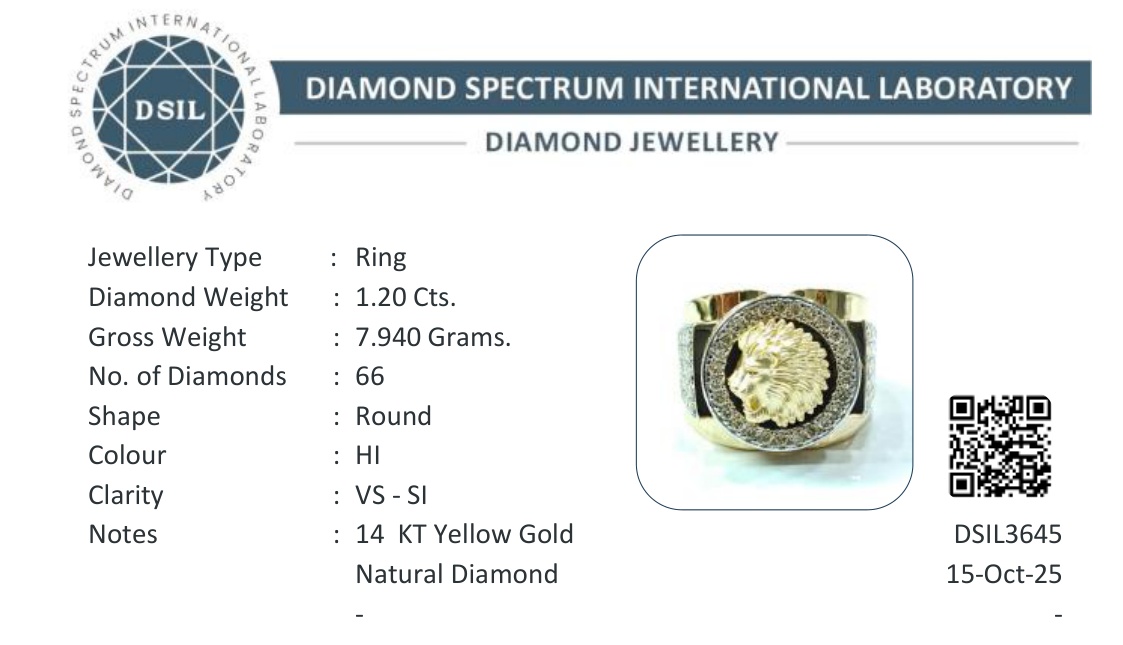 DIAMOND SPECTRUM INTERNATIONAL LABORATORY
DSIL
DIAMOND SPECTRUM INTERNATIONAL LABORATORY
DIAMOND JEWELLERY
Jewellery Type : Ring
Diamond Weight : 1.20 Cts.
Gross Weight : 7.940 Grams.
No. of Diamonds : 66
Shape : Round
Colour : HI
Clarity : VS - SI
Notes : 14 KT Yellow Gold
DSIL3645
Natural Diamond
15-Oct-25
-
-